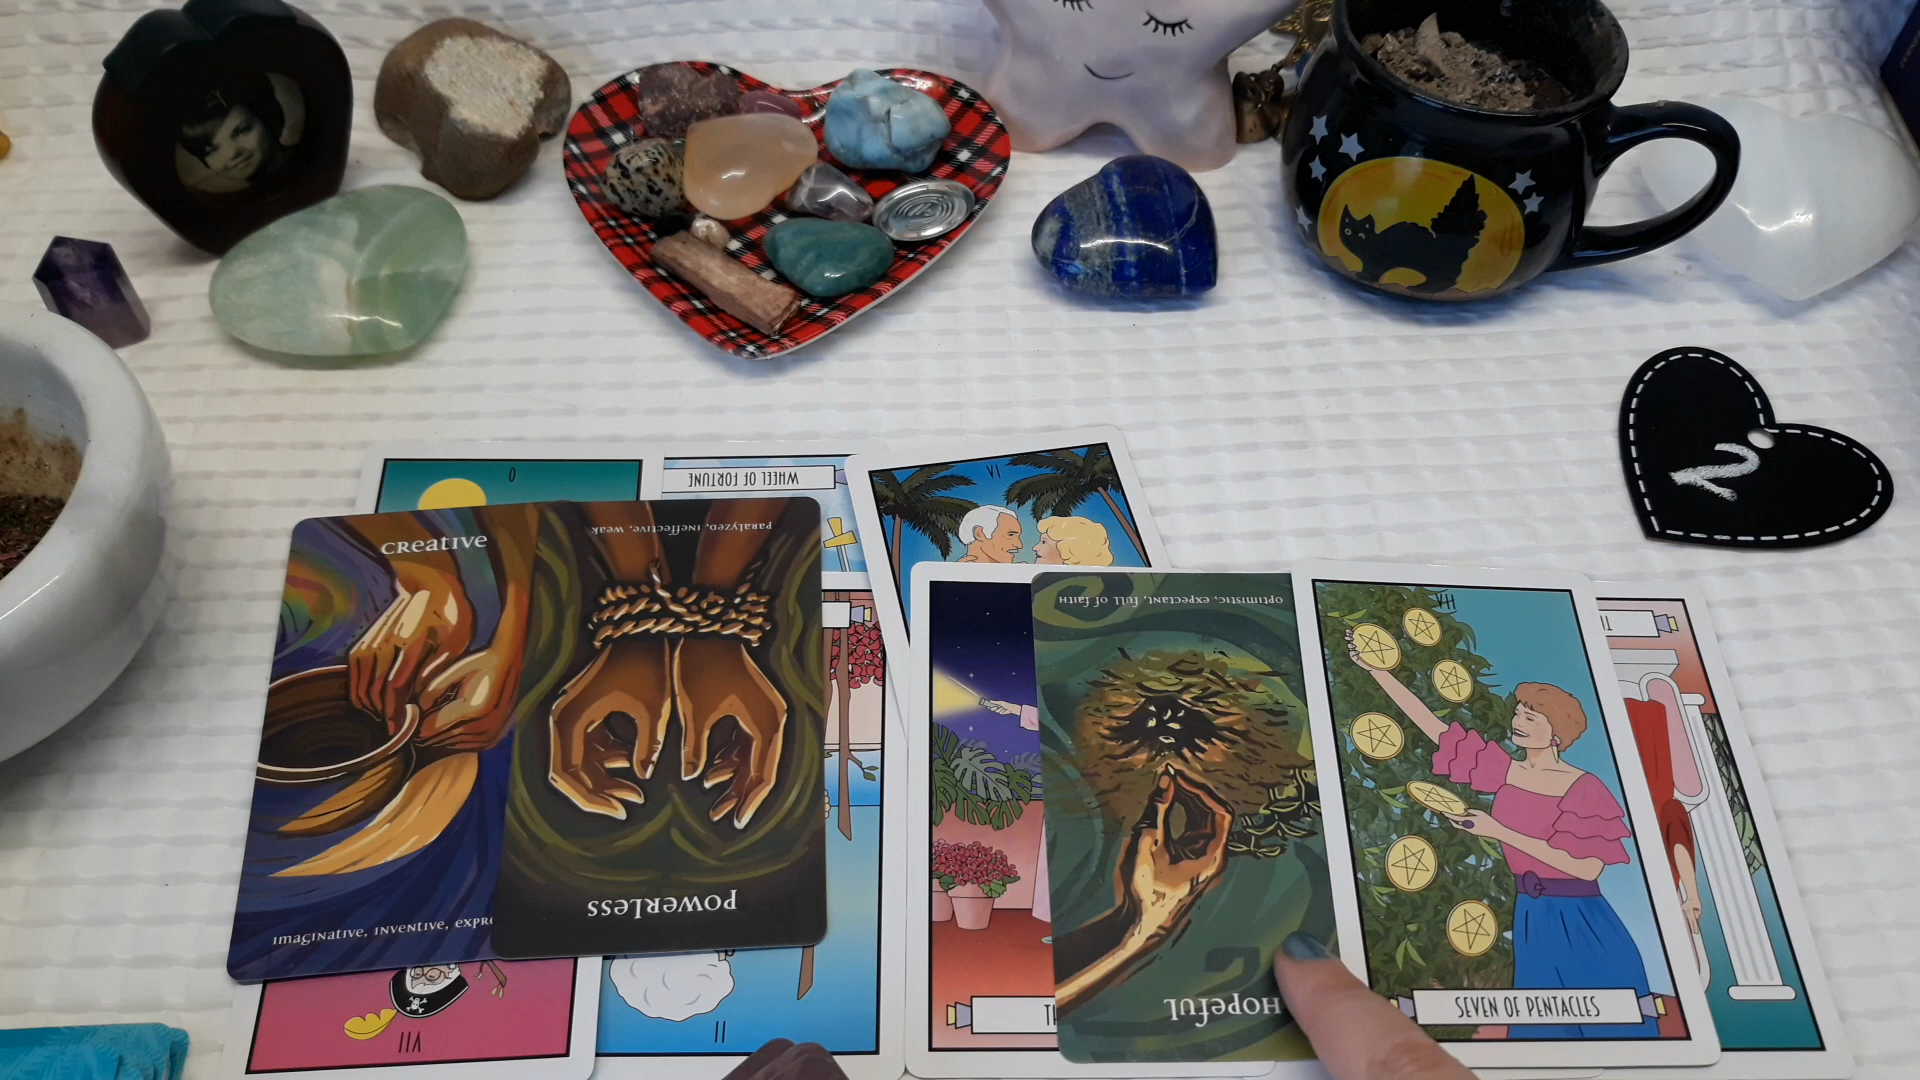 0
WHEEL OF FORTUNE
VI
2
creative
paralyzed, ineffective, weak
optimistic, expectant, full of faith
VII
powerless
imaginative, inventive, expr
Hopeful
SEVEN OF PENTACLES
VII
II